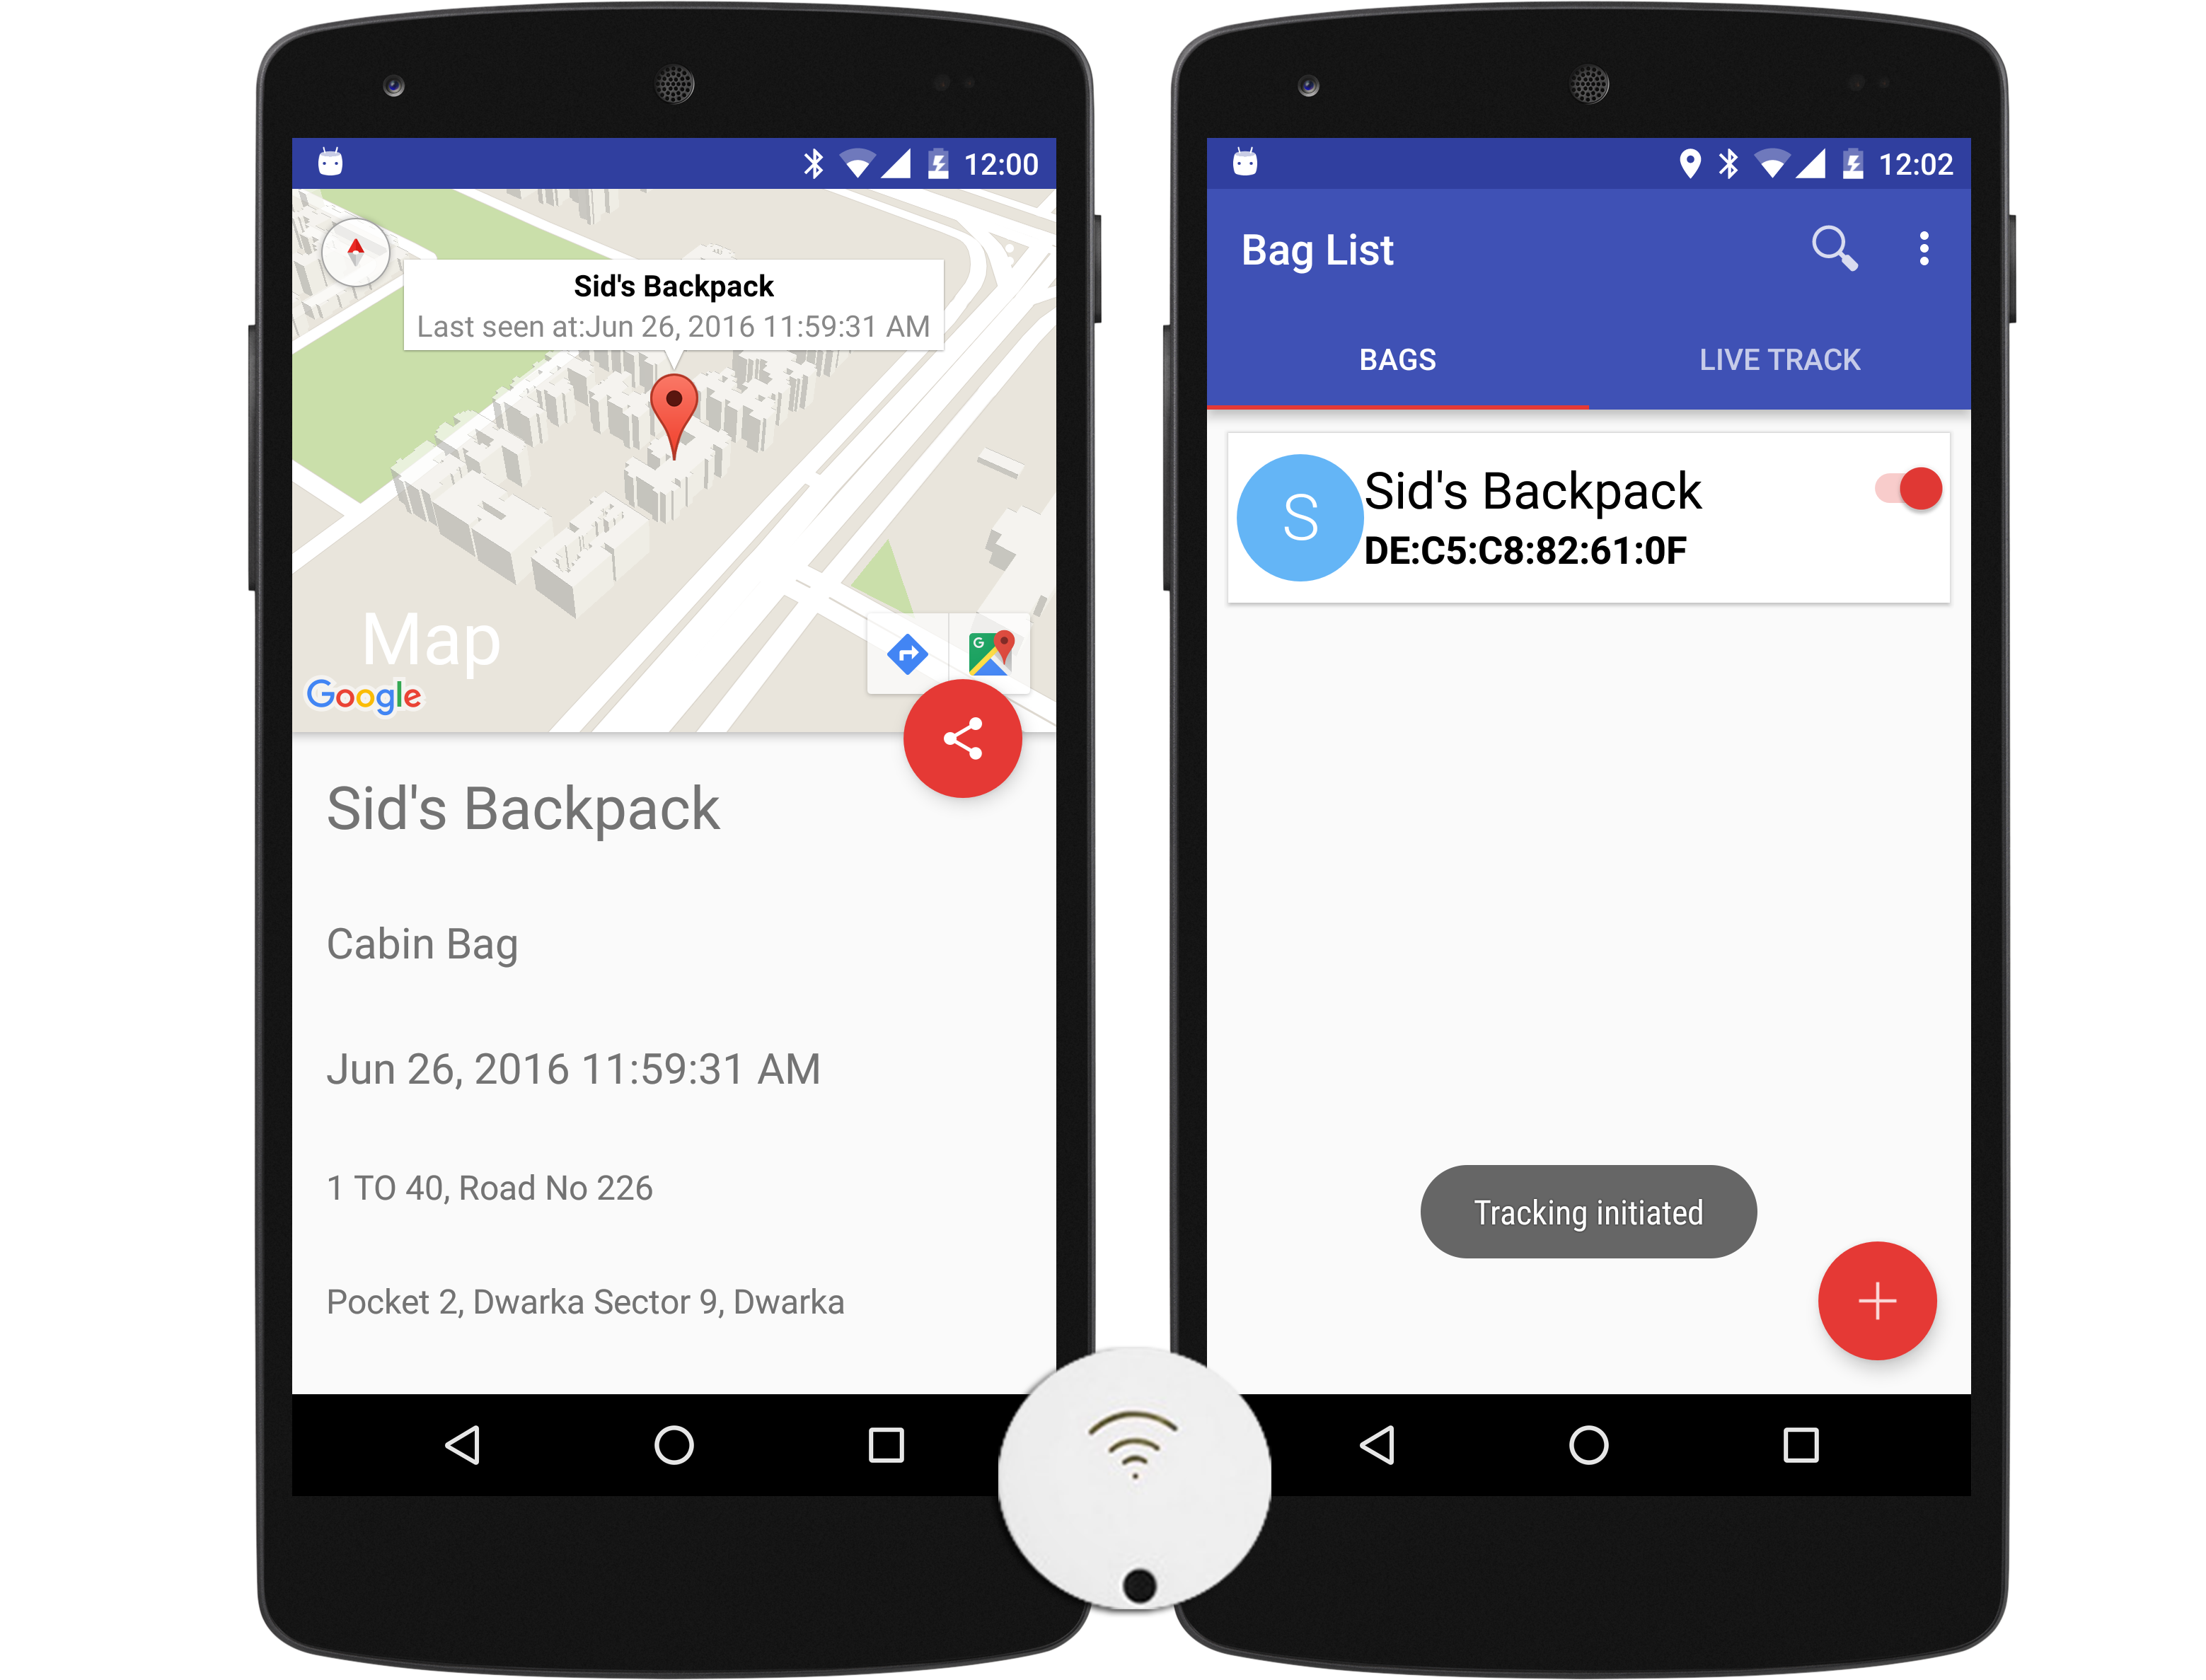 12:00
Sid's Backpack
Last seen at:Jun 26, 2016 11:59:31 AM
Map
Google
Sid's Backpack
Cabin Bag
Jun 26, 2016 11:59:31 AM
1 TO 40, Road No 226
Pocket 2, Dwarka Sector 9, Dwarka
12:02
Bag List
BAGS
LIVE TRACK
S
Sid's Backpack
DE:C5:C8:82:61:0F
Tracking initiated